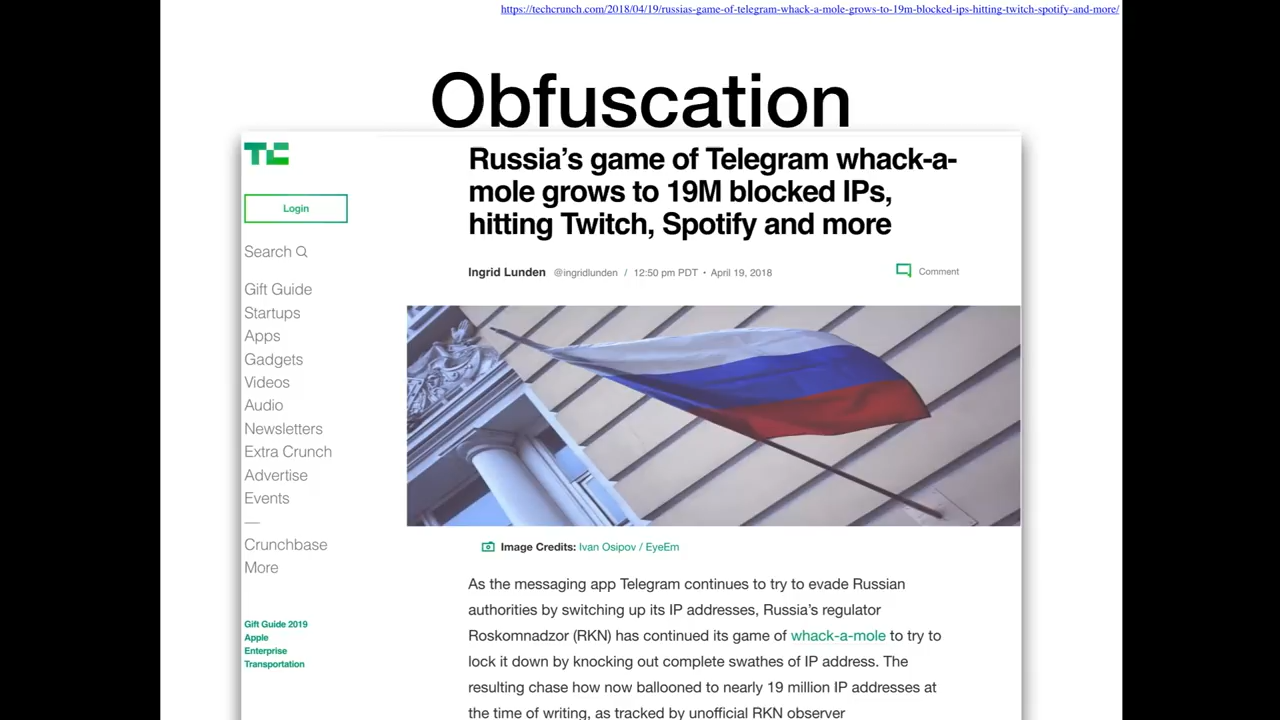 https://techcrunch.com/2018/04/19/russias-game-of-telegram-whack-a-mole-grows-to-19m-blocked-ips-hitting-twitch-spotify-and-more/
Obfuscation
TC
Login
Search
Gift Guide
Startups
Apps
Gadgets
Videos
Audio
Newsletters
Extra Crunch
Advertise
Events
—
Crunchbase
More
Gift Guide 2019
Apple
Enterprise
Transportation
Russia’s game of Telegram whack-a-
mole grows to 19M blocked IPs,
hitting Twitch, Spotify and more
Ingrid Lunden @ingridlunden / 12:50 pm PDT • April 19, 2018
Comment
Image Credits: Ivan Osipov / EyeEm
As the messaging app Telegram continues to try to evade Russian
authorities by switching up its IP addresses, Russia’s regulator
Roskomnadzor (RKN) has continued its game of whack-a-mole to try to
lock it down by knocking out complete swathes of IP address. The
resulting chase how now ballooned to nearly 19 million IP addresses at
the time of writing, as tracked by unofficial RKN observer